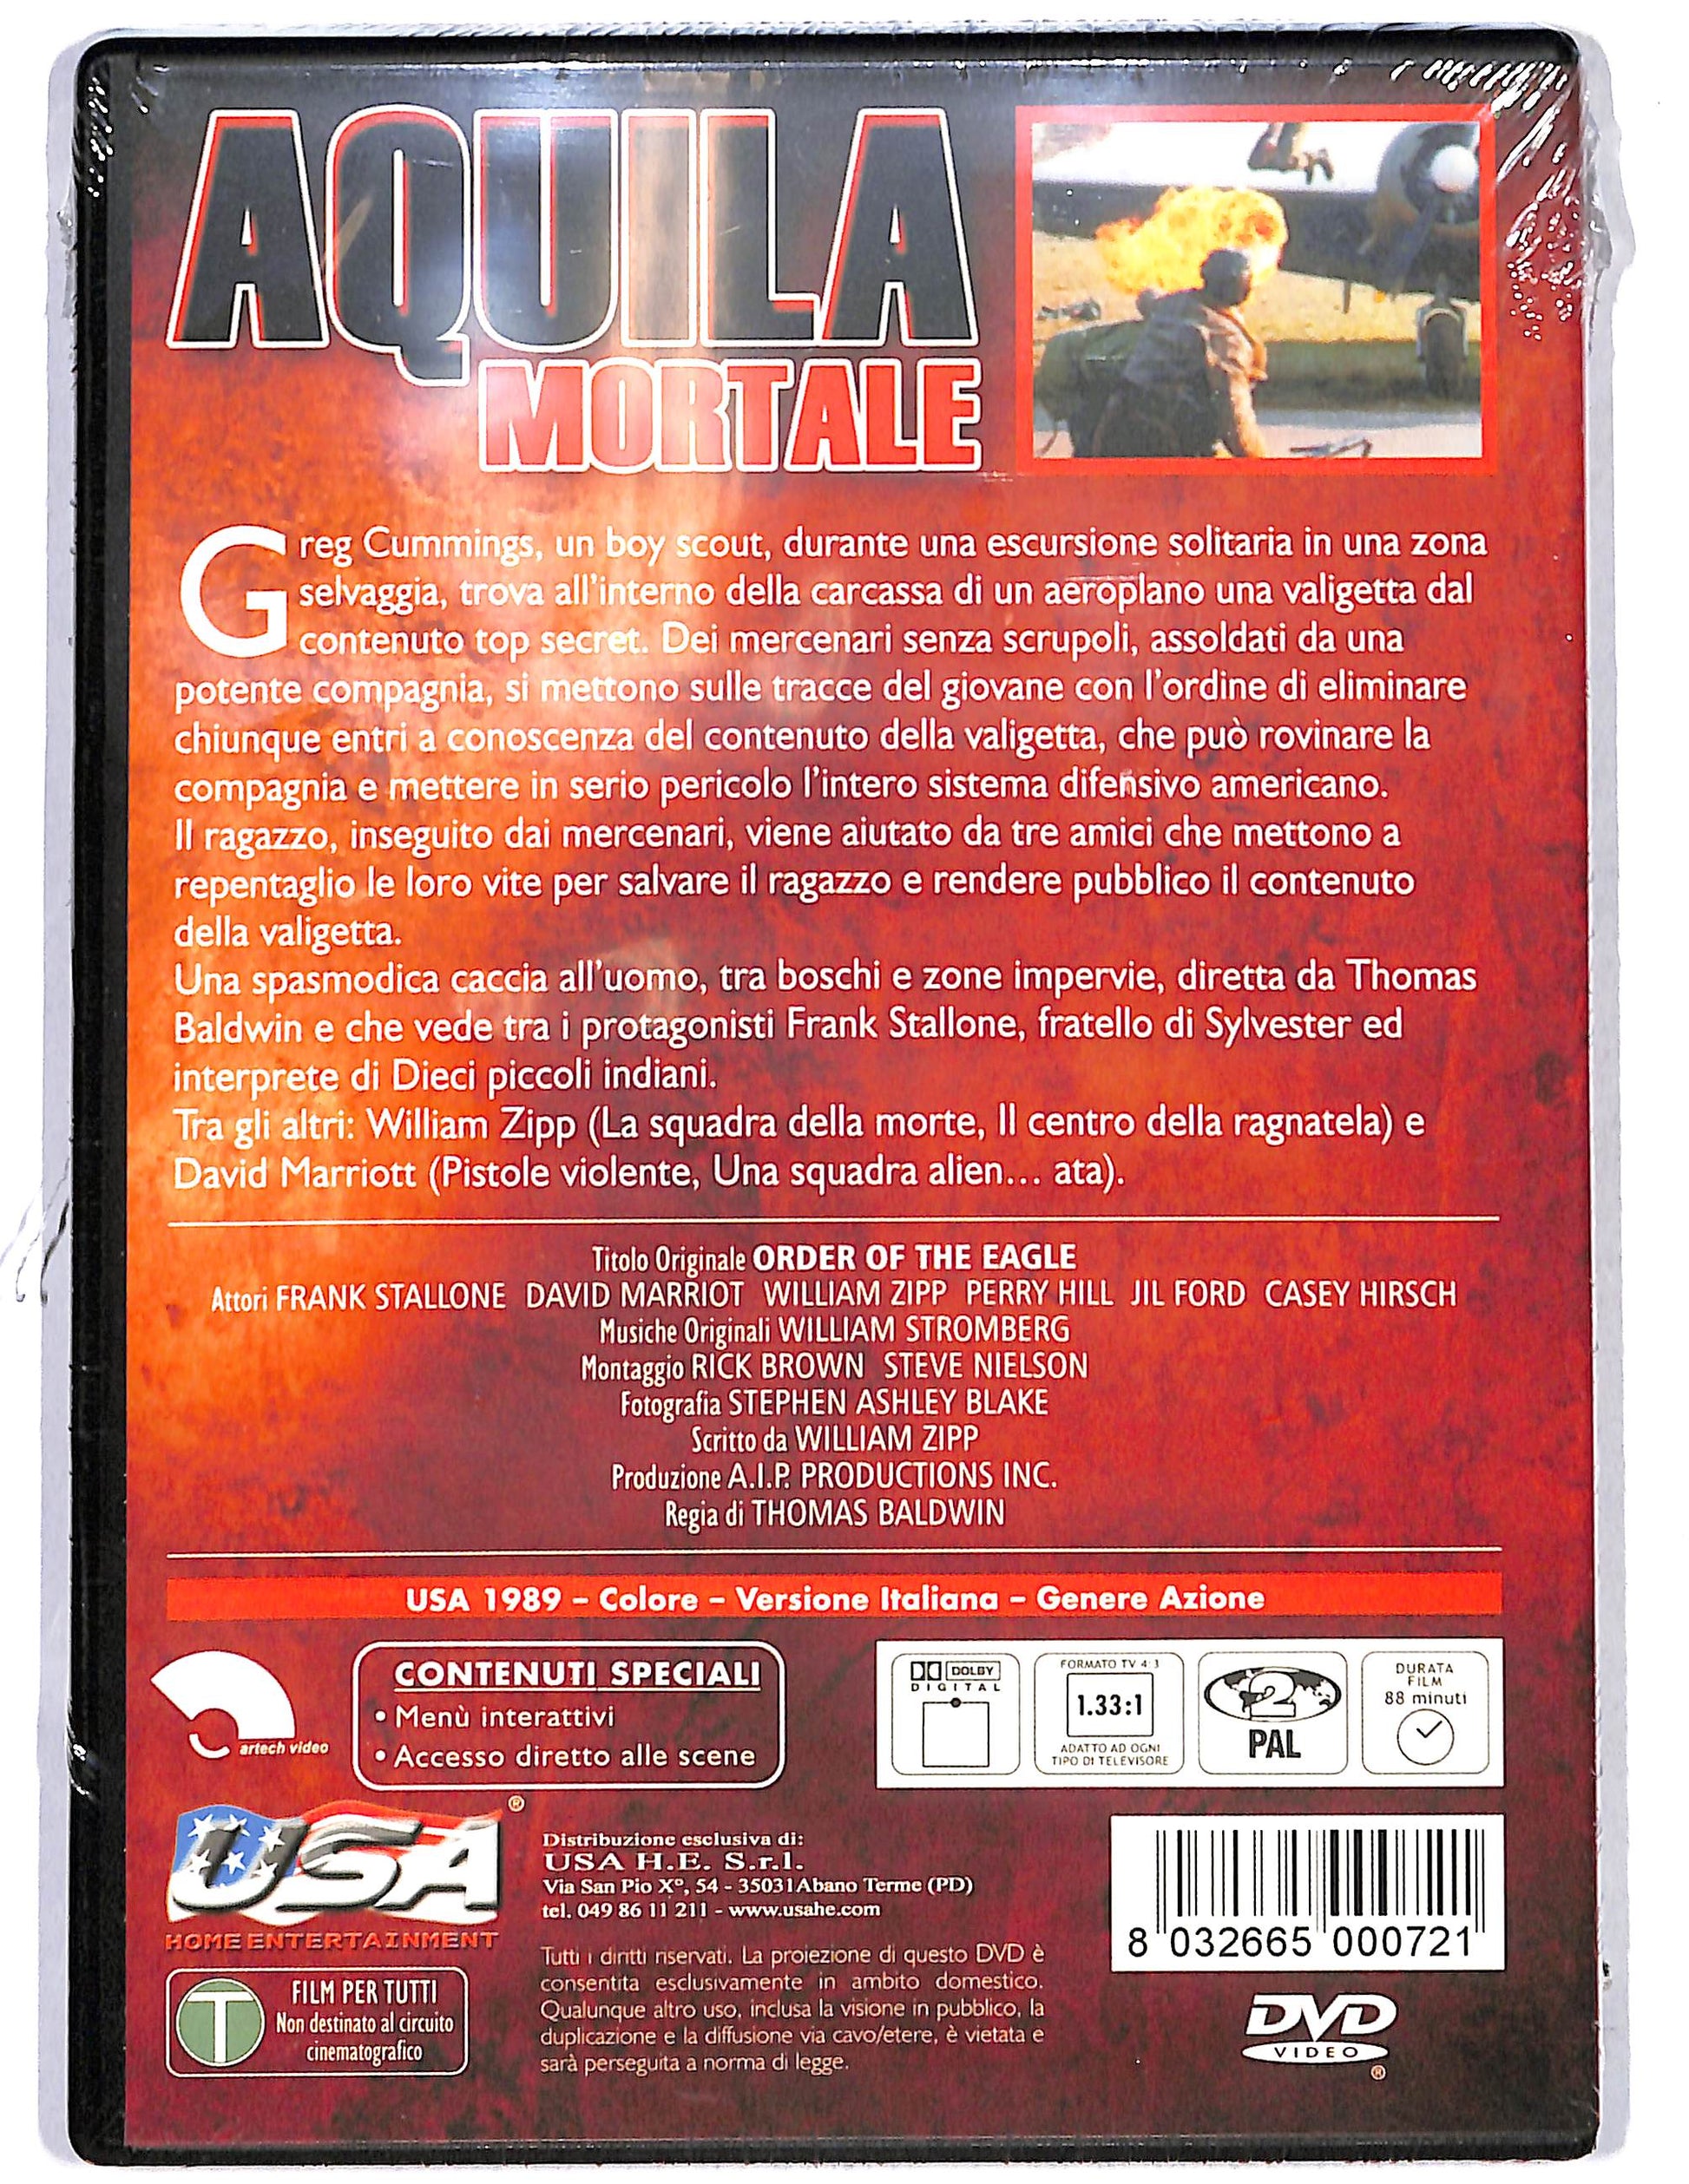 AQUILA
MORTALE
Greg Cummings, un boy scout, durante una escursione solitaria in una zona
selvaggia, trova all'interno della carcassa di un aeroplano una valigetta dal
contenuto top secret. Dei mercenari senza scrupoli, assoldati da una
potente compagnia, si mettono sulle tracce del giovane con l'ordine di eliminare
chiunque entri a conoscenza del contenuto della valigetta, che può rovinare la
compagnia e mettere in serio pericolo l'intero sistema difensivo americano.
Il ragazzo, inseguito dai mercenari, viene aiutato da tre amici che mettono a
repentaglio le loro vite per salvare il ragazzo e rendere pubblico il contenuto
della valigetta.
Una spasmodica caccia all'uomo, tra boschi e zone impervie, diretta da Thomas
Baldwin e che vede tra i protagonisti Frank Stallone, fratello di Sylvester ed
interprete di Dieci piccoli indiani.
Tra gli altri: William Zipp (La squadra della morte, Il centro della ragnatela) e
David Marriott (Pistole violente, Una squadra alien... ata).
Titolo Originale ORDER OF THE EAGLE
Attori FRANK STALLONE DAVID MARRIOT WILLIAM ZIPP PERRY HILL JIL FORD CASEY HIRSCH
Musiche Originali WILLIAM STROMBERG
Montaggio RICK BROWN STEVE NIELSON
Fotografia STEPHEN ASHLEY BLAKE
Scritto da WILLIAM ZIPP
Produzione A.I.P. PRODUCTIONS INC.
Regia di THOMAS BALDWIN
USA 1989 – Colore – Versione Italiana – Genere Azione
artech video
CONTENUTI SPECIALI
• Menù interattivi
• Accesso diretto alle scene
DOLBY
DIGITAL
FORMATO TV 4:3
1.33:1
ADATTO AD OGNI
TIPO DI TELEVISORE
2
PAL
DURATA
FILM
88 minuti
USA®
HOME ENTERTAINMENT
Distribuzione esclusiva di:
USA H.E. S.r.l.
Via San Pio X°, 54 - 35031 Abano Terme (PD)
tel. 049 86 11 211 - www.usahe.com
Tutti i diritti riservati. La proiezione di questo DVD è
consentita esclusivamente in ambito domestico.
Qualunque altro uso, inclusa la visione in pubblico, la
duplicazione e la diffusione via cavo/etere, è vietata e
sarà perseguita a norma di legge.
T
FILM PER TUTTI
Non destinato al circuito
cinematografico
8 032665 000721
DVD
VIDEO
®